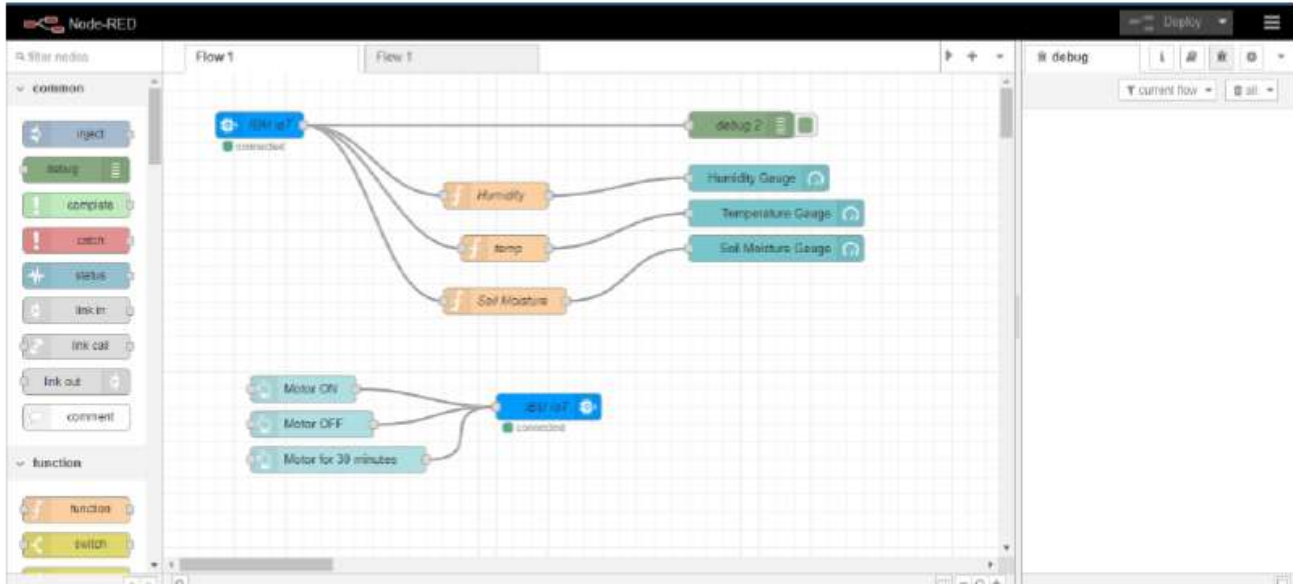 Node-RED
Deploy
filter nodes
Flow 1
Flow 1
debug
i
current flow
all
common
inject
debug
complete
catch
status
link in
link call
link out
comment
function
function
switch
IBM IoT
connected
debug 2
Humidity
Humidity Gauge
temp
Temperature Gauge
Soil Moisture
Soil Moisture Gauge
Motor ON
Motor OFF
Motor for 30 minutes
IBM IoT
connected